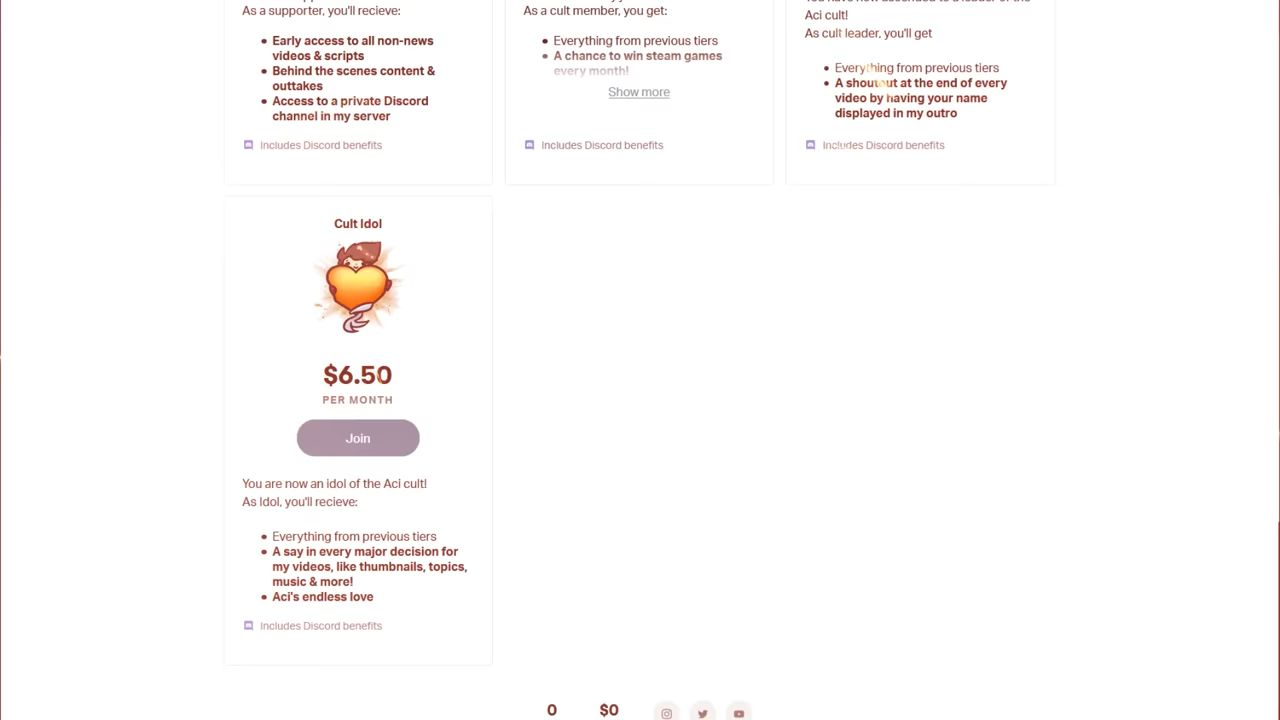 As a supporter, you'll recieve:
Early access to all non-news
videos & scripts
Behind the scenes content &
outtakes
Access to a private Discord
channel in my server
Includes Discord benefits
As a cult member, you get:
Everything from previous tiers
A chance to win steam games
every month!
Show more
Includes Discord benefits
Aci cult!
As cult leader, you'll get
Everything from previous tiers
A shoutout at the end of every
video by having your name
displayed in my outro
Includes Discord benefits
Cult Idol
$6.50
PER MONTH
Join
You are now an idol of the Aci cult!
As Idol, you'll recieve:
Everything from previous tiers
A say in every major decision for
my videos, like thumbnails, topics,
music & more!
Aci's endless love
Includes Discord benefits
0
$0